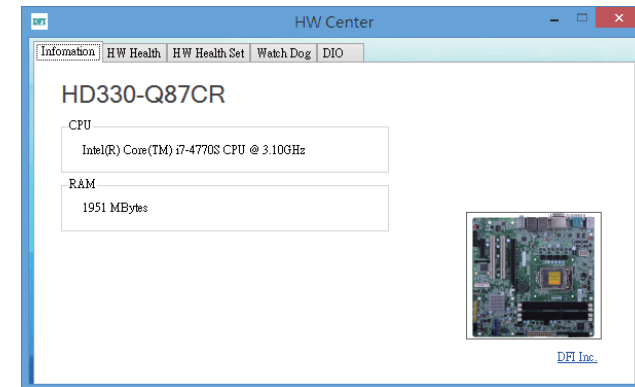 DFI
HW Center
Infomation HW Health HW Health Set Watch Dog DIO
HD330-Q87CR
CPU
Intel(R) Core(TM) i7-4770S CPU @ 3.10GHz
RAM
1951 MBytes
DFI Inc.